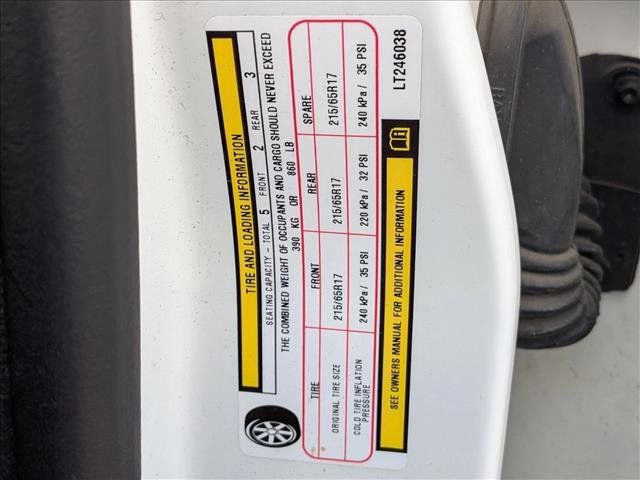 TIRE AND LOADING INFORMATION
SEATING CAPACITY - TOTAL 5 FRONT 2 REAR 3
THE COMBINED WEIGHT OF OCCUPANTS AND CARGO SHOULD NEVER EXCEED
390 KG OR 860 LB
TIRE FRONT REAR SPARE
ORIGINAL TIRE SIZE 215/65R17 215/65R17 215/65R17
COLD TIRE INFLATION PRESSURE 240 kPa / 35 PSI 220 kPa / 32 PSI 240 kPa / 35 PSI
SEE OWNERS MANUAL FOR ADDITIONAL INFORMATION
LT246038